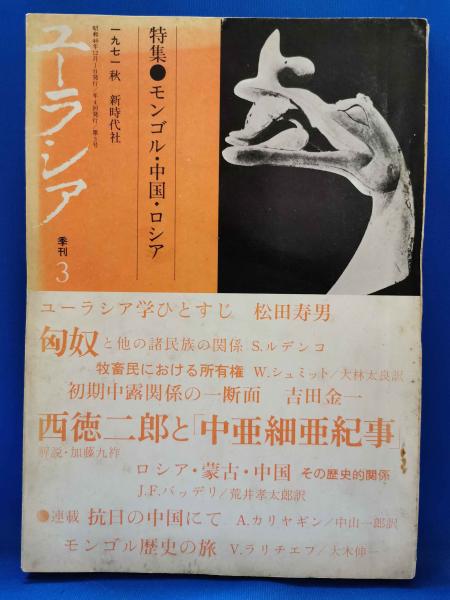 特集●モンゴル・中国・ロシア
一九七一 秋 新時代社
ユーラシア
季刊
3
ユーラシア学ひとすじ 松田寿男
匈奴と他の諸民族の関係 S.ルデンコ
牧畜民における所有権 W.シュミット/大林太良訳
初期中露関係の一断面 吉田金一
西徳二郎と「中亜細亜紀事」
解説・加藤九祚
ロシア・蒙古・中国 その歴史的関係
J.F.バッデリ/荒井孝太郎訳
●連載 抗日の中国にて A.カリヤギン/中山一郎訳
モンゴル歴史の旅 V.ラリチエフ/大木伸一